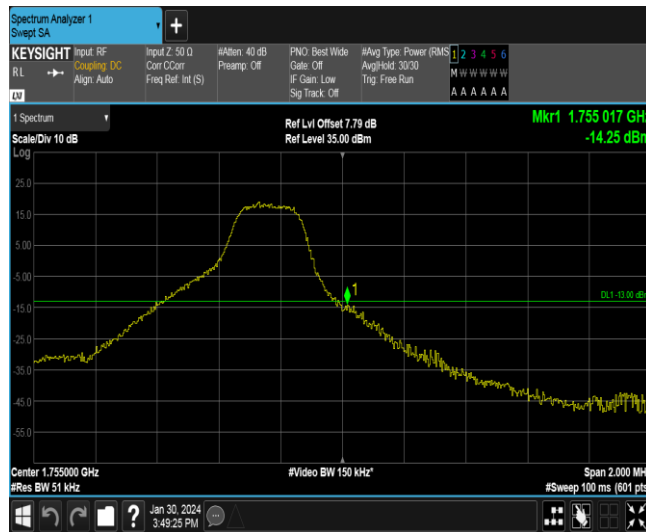 Spectrum Analyzer 1
Swept SA
+
KEYSIGHT
RL
LXI
Input: RF
Coupling: DC
Align: Auto
Input Z: 50 Ω
Corr CCorr
Freq Ref: Int (S)
#Atten: 40 dB
Preamp: Off
PNO: Best Wide
Gate: Off
IF Gain: Low
Sig Track: Off
#Avg Type: Power (RMS
Avg|Hold: 30/30
Trig: Free Run
1 2 3 4 5 6
M W W W W W
A A A A A A
1 Spectrum
Scale/Div 10 dB
Ref Lvl Offset 7.79 dB
Ref Level 35.00 dBm
Mkr1 1.755 017 GHz
-14.25 dBm
Log
25.0
15.0
5.00
-5.00
-15.0
-25.0
-35.0
-45.0
-55.0
1
DL1 -13.00 dBm
Center 1.755000 GHz
#Res BW 51 kHz
#Video BW 150 kHz*
Span 2.000 MH
#Sweep 100 ms (601 pts
?
Jan 30, 2024
3:49:25 PM